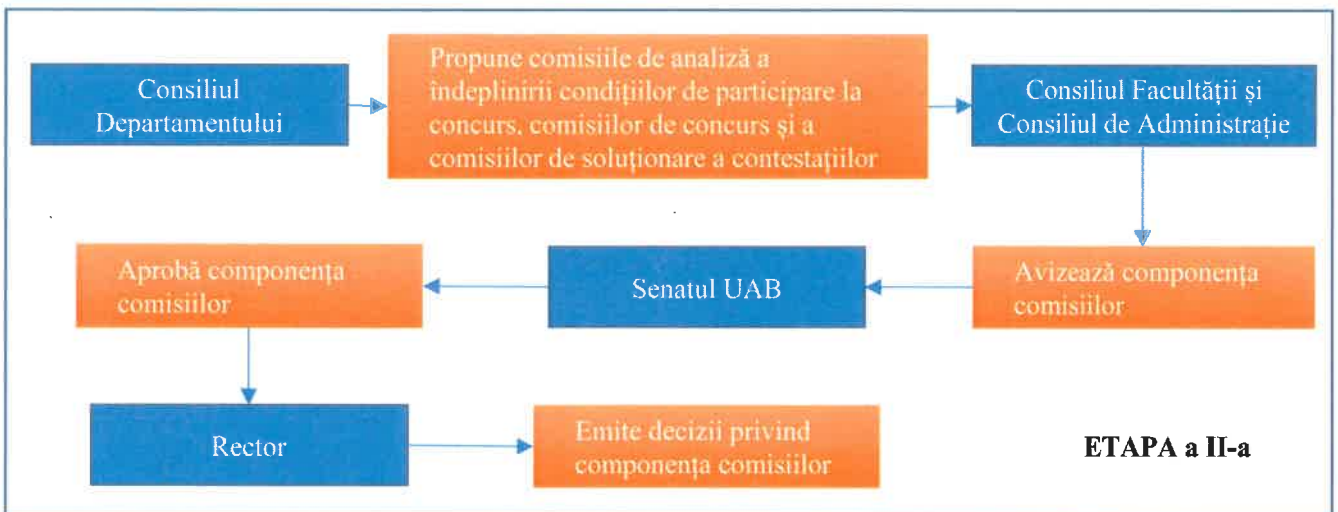 Consiliul
Departamentului
Propune comisiile de analiză a
îndeplinirii condițiilor de participare la
concurs, comisiilor de concurs și a
comisiilor de soluționare a contestațiilor
Consiliul Facultății și
Consiliul de Administrație
Avizează componența
comisiilor
Senatul UAB
Aprobă componența
comisiilor
Rector
Emite decizii privind
componența comisiilor
ETAPA a II-a